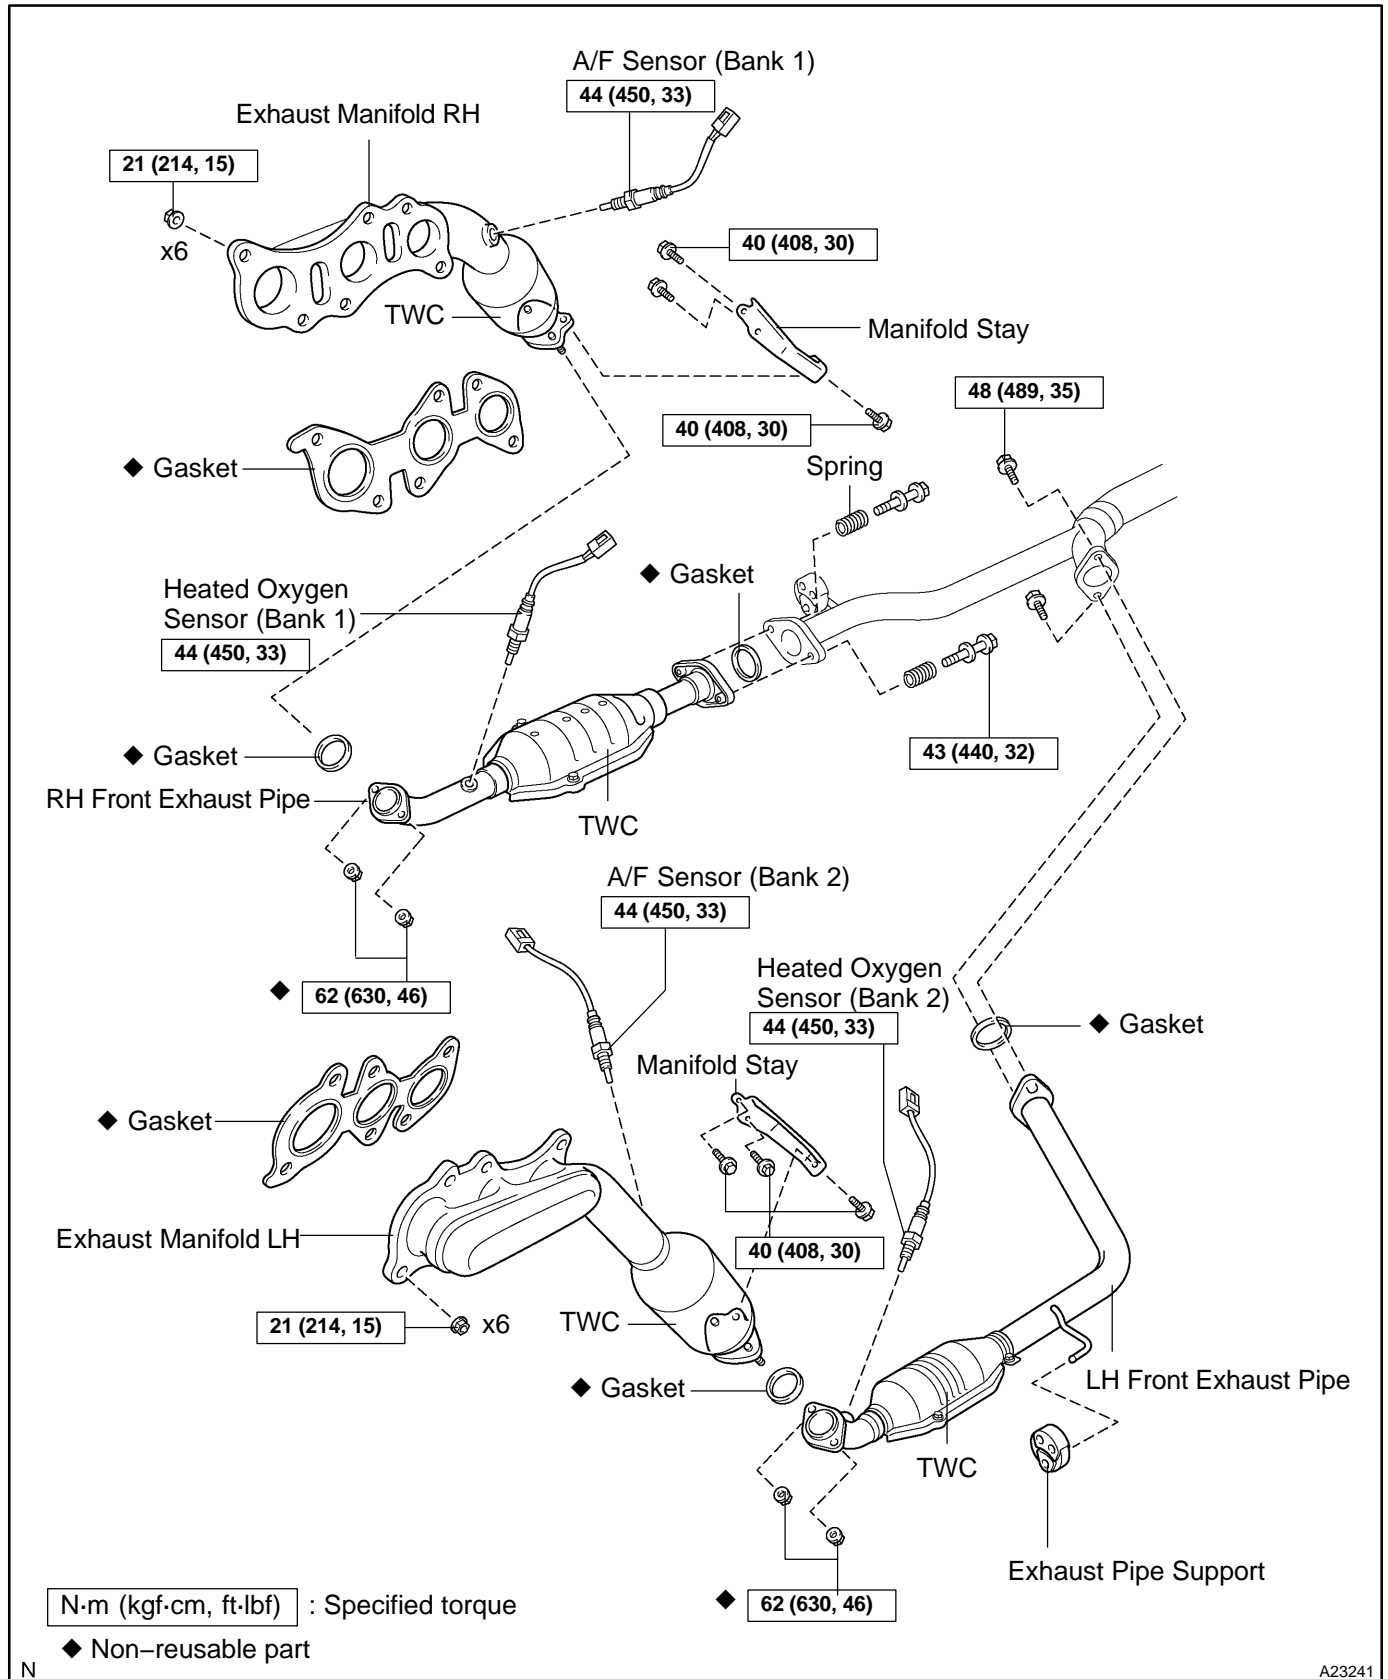 A/F Sensor (Bank 1)
44 (450, 33)
Exhaust Manifold RH
21 (214, 15)
x6
40 (408, 30)
TWC
Manifold Stay
48 (489, 35)
40 (408, 30)
◆ Gasket
Spring
◆ Gasket
Heated Oxygen
Sensor (Bank 1)
44 (450, 33)
◆ Gasket
43 (440, 32)
RH Front Exhaust Pipe
TWC
A/F Sensor (Bank 2)
44 (450, 33)
Heated Oxygen
Sensor (Bank 2)
44 (450, 33)
◆ 62 (630, 46)
◆ Gasket
Manifold Stay
◆ Gasket
Exhaust Manifold LH
40 (408, 30)
21 (214, 15)
x6
TWC
◆ Gasket
LH Front Exhaust Pipe
TWC
Exhaust Pipe Support
◆ 62 (630, 46)
N·m (kgf·cm, ft·lbf) : Specified torque
◆ Non–reusable part
N
A23241